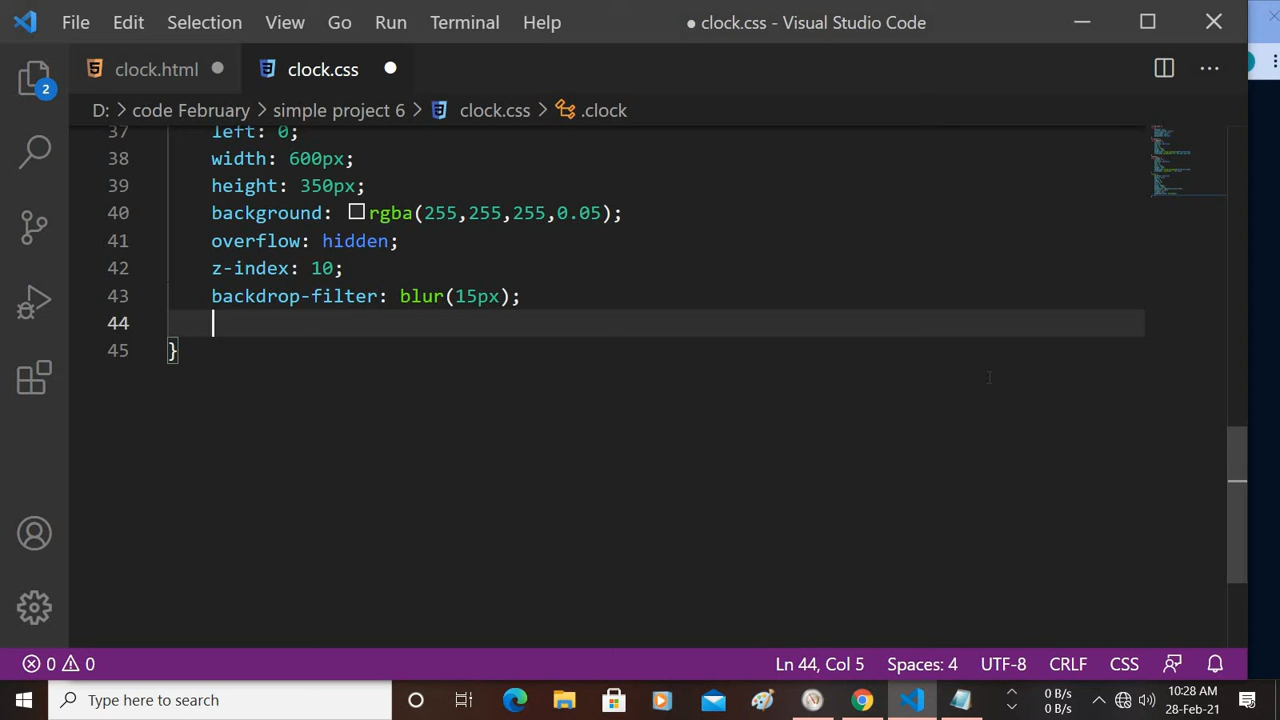 File Edit Selection View Go Run Terminal Help ● clock.css - Visual Studio Code
clock.html clock.css
D: > code February > simple project 6 > clock.css > .clock
37 left: 0;
38 width: 600px;
39 height: 350px;
40 background: rgba(255,255,255,0.05);
41 overflow: hidden;
42 z-index: 10;
43 backdrop-filter: blur(15px);
44
45 }
2
0 0 Ln 44, Col 5 Spaces: 4 UTF-8 CRLF CSS
Type here to search 0 B/s 10:28 AM
0 B/s 28-Feb-21